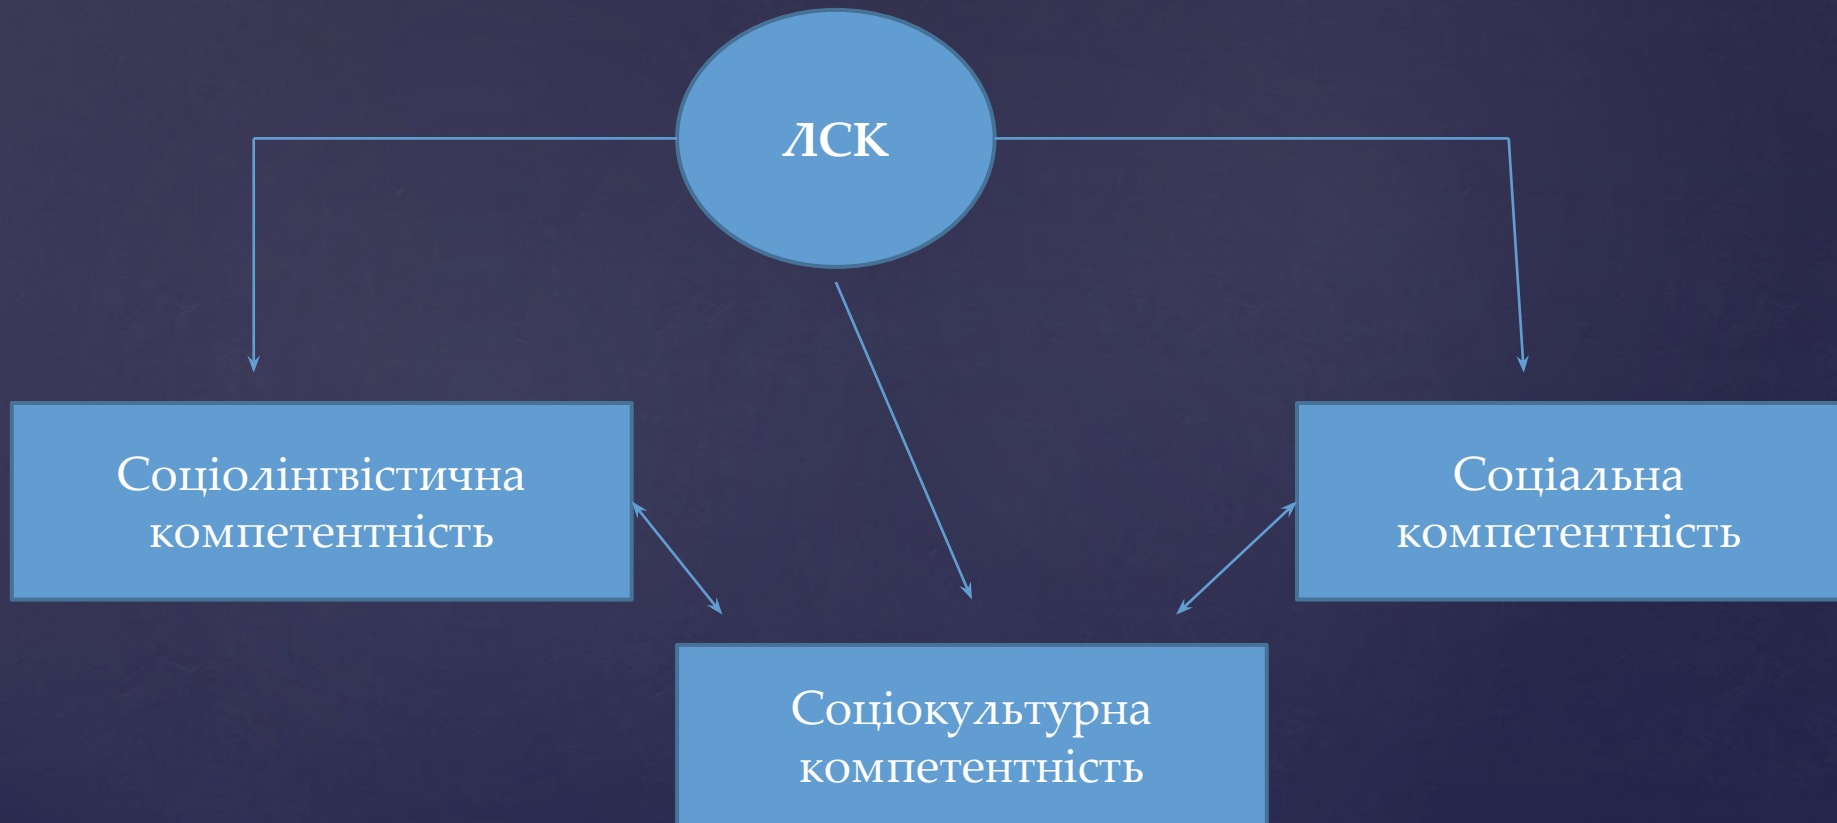 ЛСК
Соціолінгвістична
компетентність
Соціальна
компетентність
Соціокультурна
компетентність